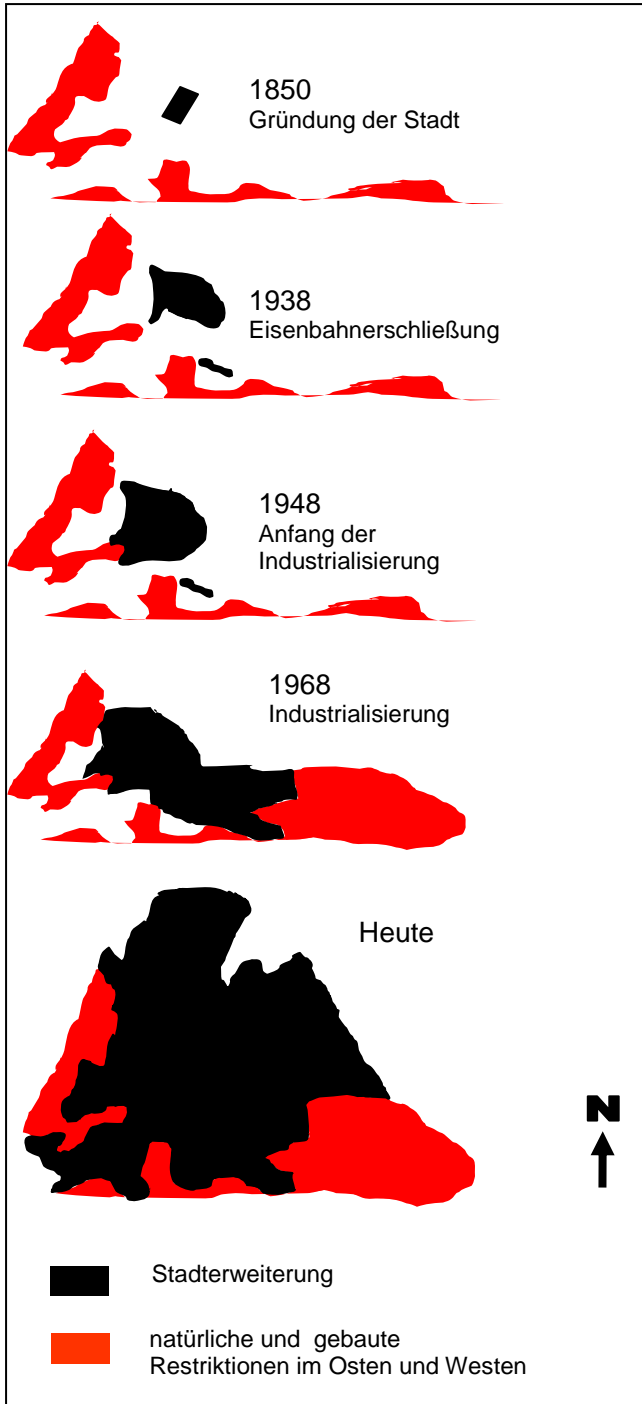 1850
Gründung der Stadt
1938
Eisenbahnerschließung
1948
Anfang der
Industrialisierung
1968
Industrialisierung
Heute
N
Stadterweiterung
natürliche und gebaute
Restriktionen im Osten und Westen